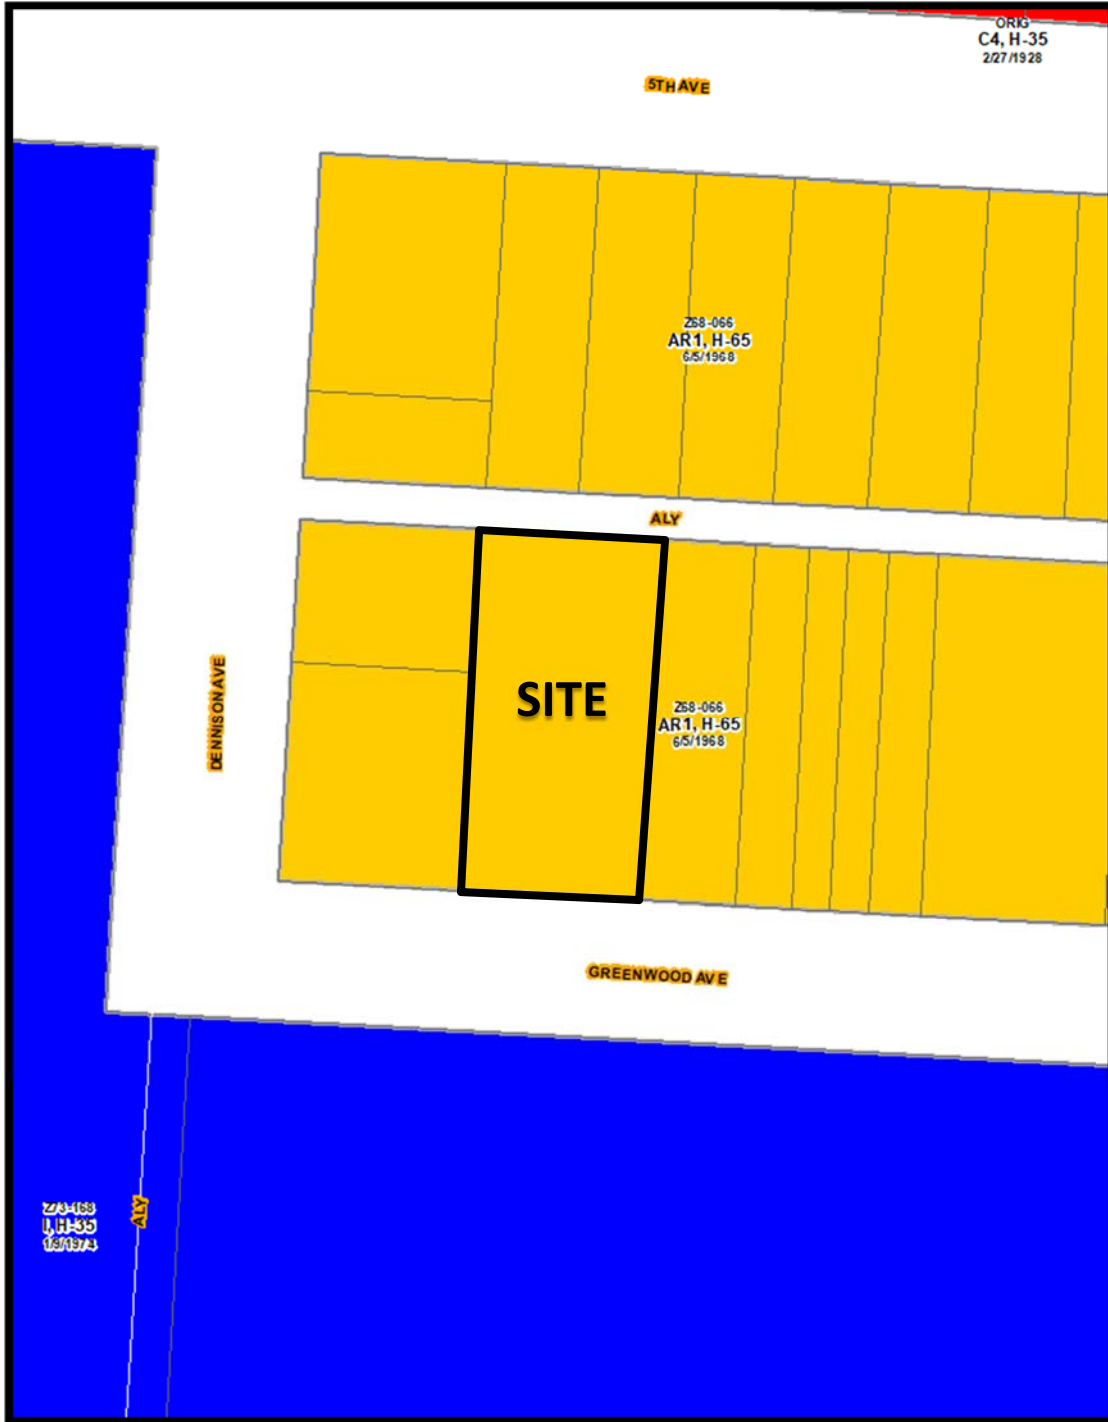 ORIG
C4, H-35
2/27/1928
5TH AVE
Z68-066
AR1, H-65
6/5/1968
ALY
SITE
DENNISON AVE
Z68-066
AR1, H-65
6/5/1968
GREENWOOD AVE
Z73-168
I, H-35
1/9/1974
ALY